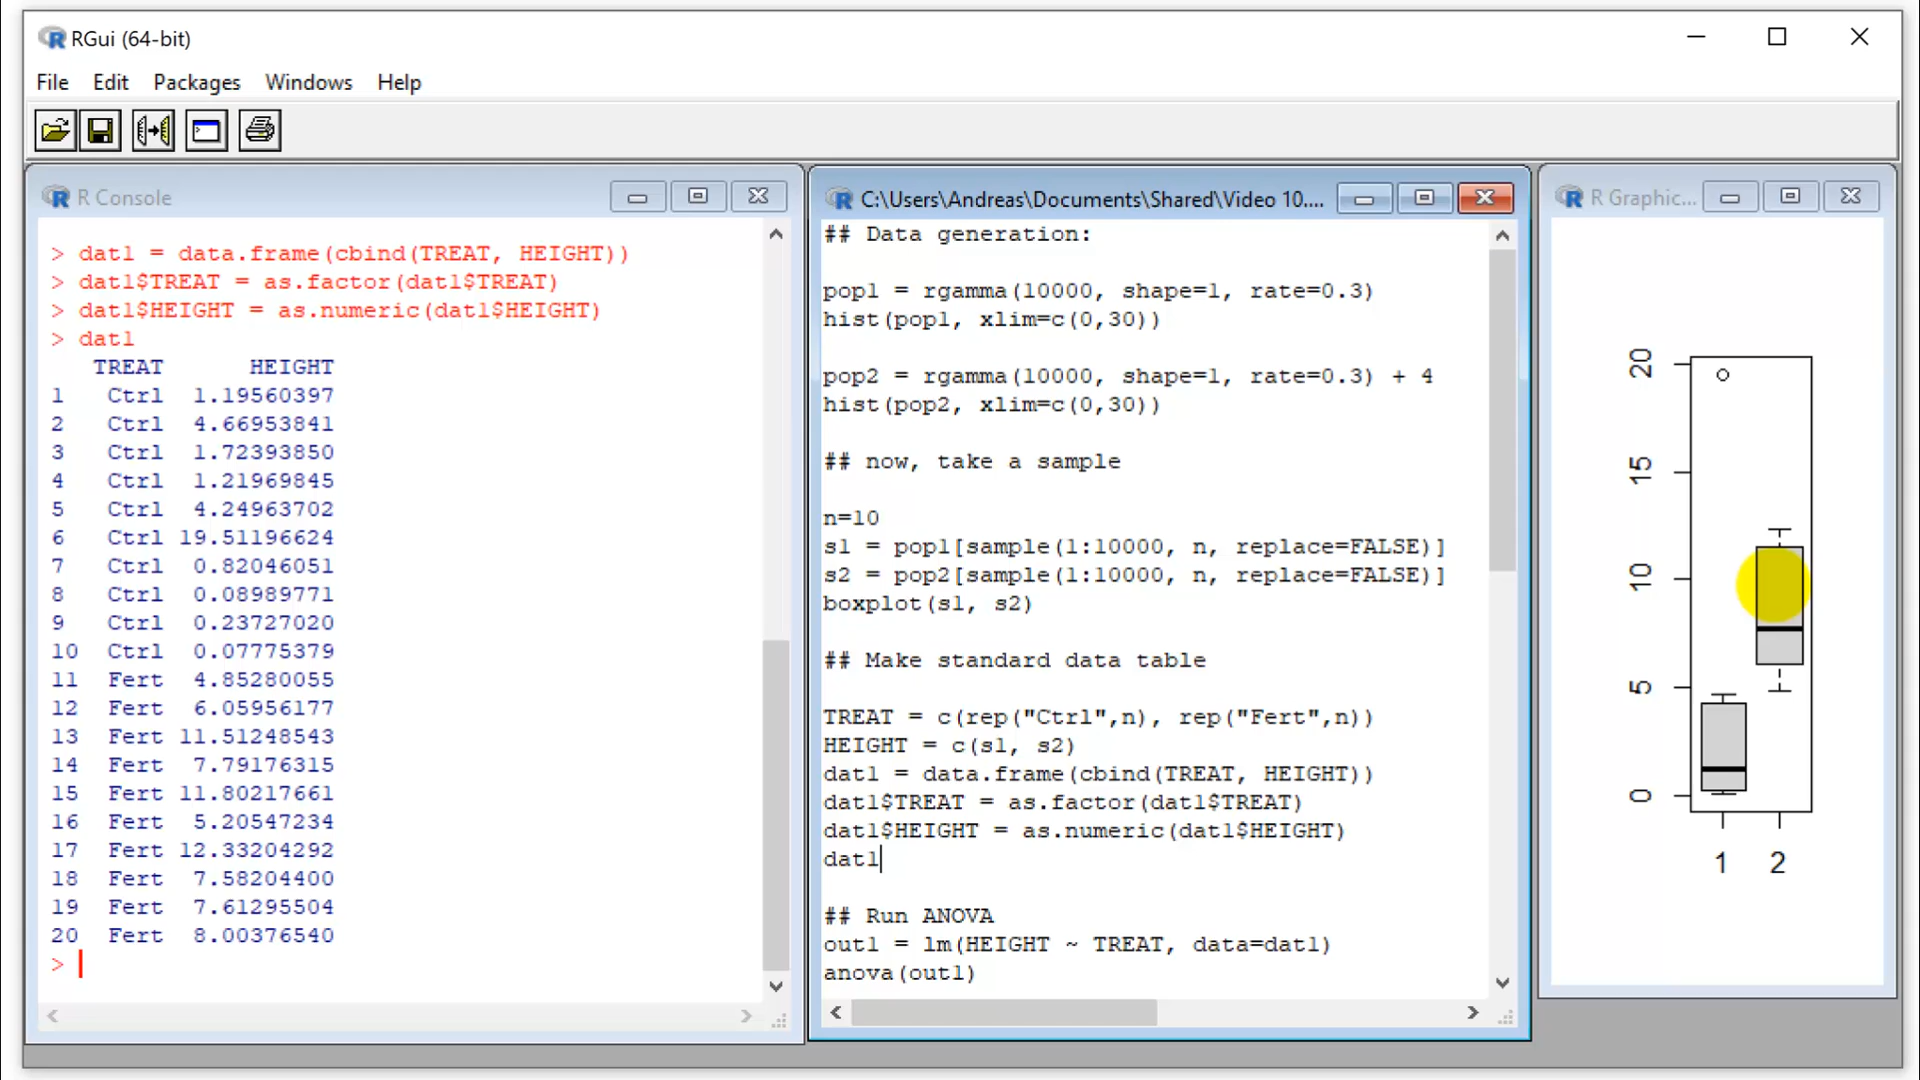 RGui (64-bit)
File Edit Packages Windows Help
R Console
> dat1 = data.frame(cbind(TREAT, HEIGHT))
> dat1$TREAT = as.factor(dat1$TREAT)
> dat1$HEIGHT = as.numeric(dat1$HEIGHT)
> dat1
TREAT HEIGHT
1 Ctrl 1.19560397
2 Ctrl 4.66953841
3 Ctrl 1.72393850
4 Ctrl 1.21969845
5 Ctrl 4.24963702
6 Ctrl 19.51196624
7 Ctrl 0.82046051
8 Ctrl 0.08989771
9 Ctrl 0.23727020
10 Ctrl 0.07775379
11 Fert 4.85280055
12 Fert 6.05956177
13 Fert 11.51248543
14 Fert 7.79176315
15 Fert 11.80217661
16 Fert 5.20547234
17 Fert 12.33204292
18 Fert 7.58204400
19 Fert 7.61295504
20 Fert 8.00376540
>
C:\Users\Andreas\Documents\Shared\Video 10....
## Data generation:
pop1 = rgamma(10000, shape=1, rate=0.3)
hist(pop1, xlim=c(0,30))
pop2 = rgamma(10000, shape=1, rate=0.3) + 4
hist(pop2, xlim=c(0,30))
## now, take a sample
n=10
s1 = pop1[sample(1:10000, n, replace=FALSE)]
s2 = pop2[sample(1:10000, n, replace=FALSE)]
boxplot(s1, s2)
## Make standard data table
TREAT = c(rep("Ctrl",n), rep("Fert",n))
HEIGHT = c(s1, s2)
dat1 = data.frame(cbind(TREAT, HEIGHT))
dat1$TREAT = as.factor(dat1$TREAT)
dat1$HEIGHT = as.numeric(dat1$HEIGHT)
dat1
## Run ANOVA
out1 = lm(HEIGHT ~ TREAT, data=dat1)
anova(out1)
R Graphic...
20
15
10
5
0
1 2